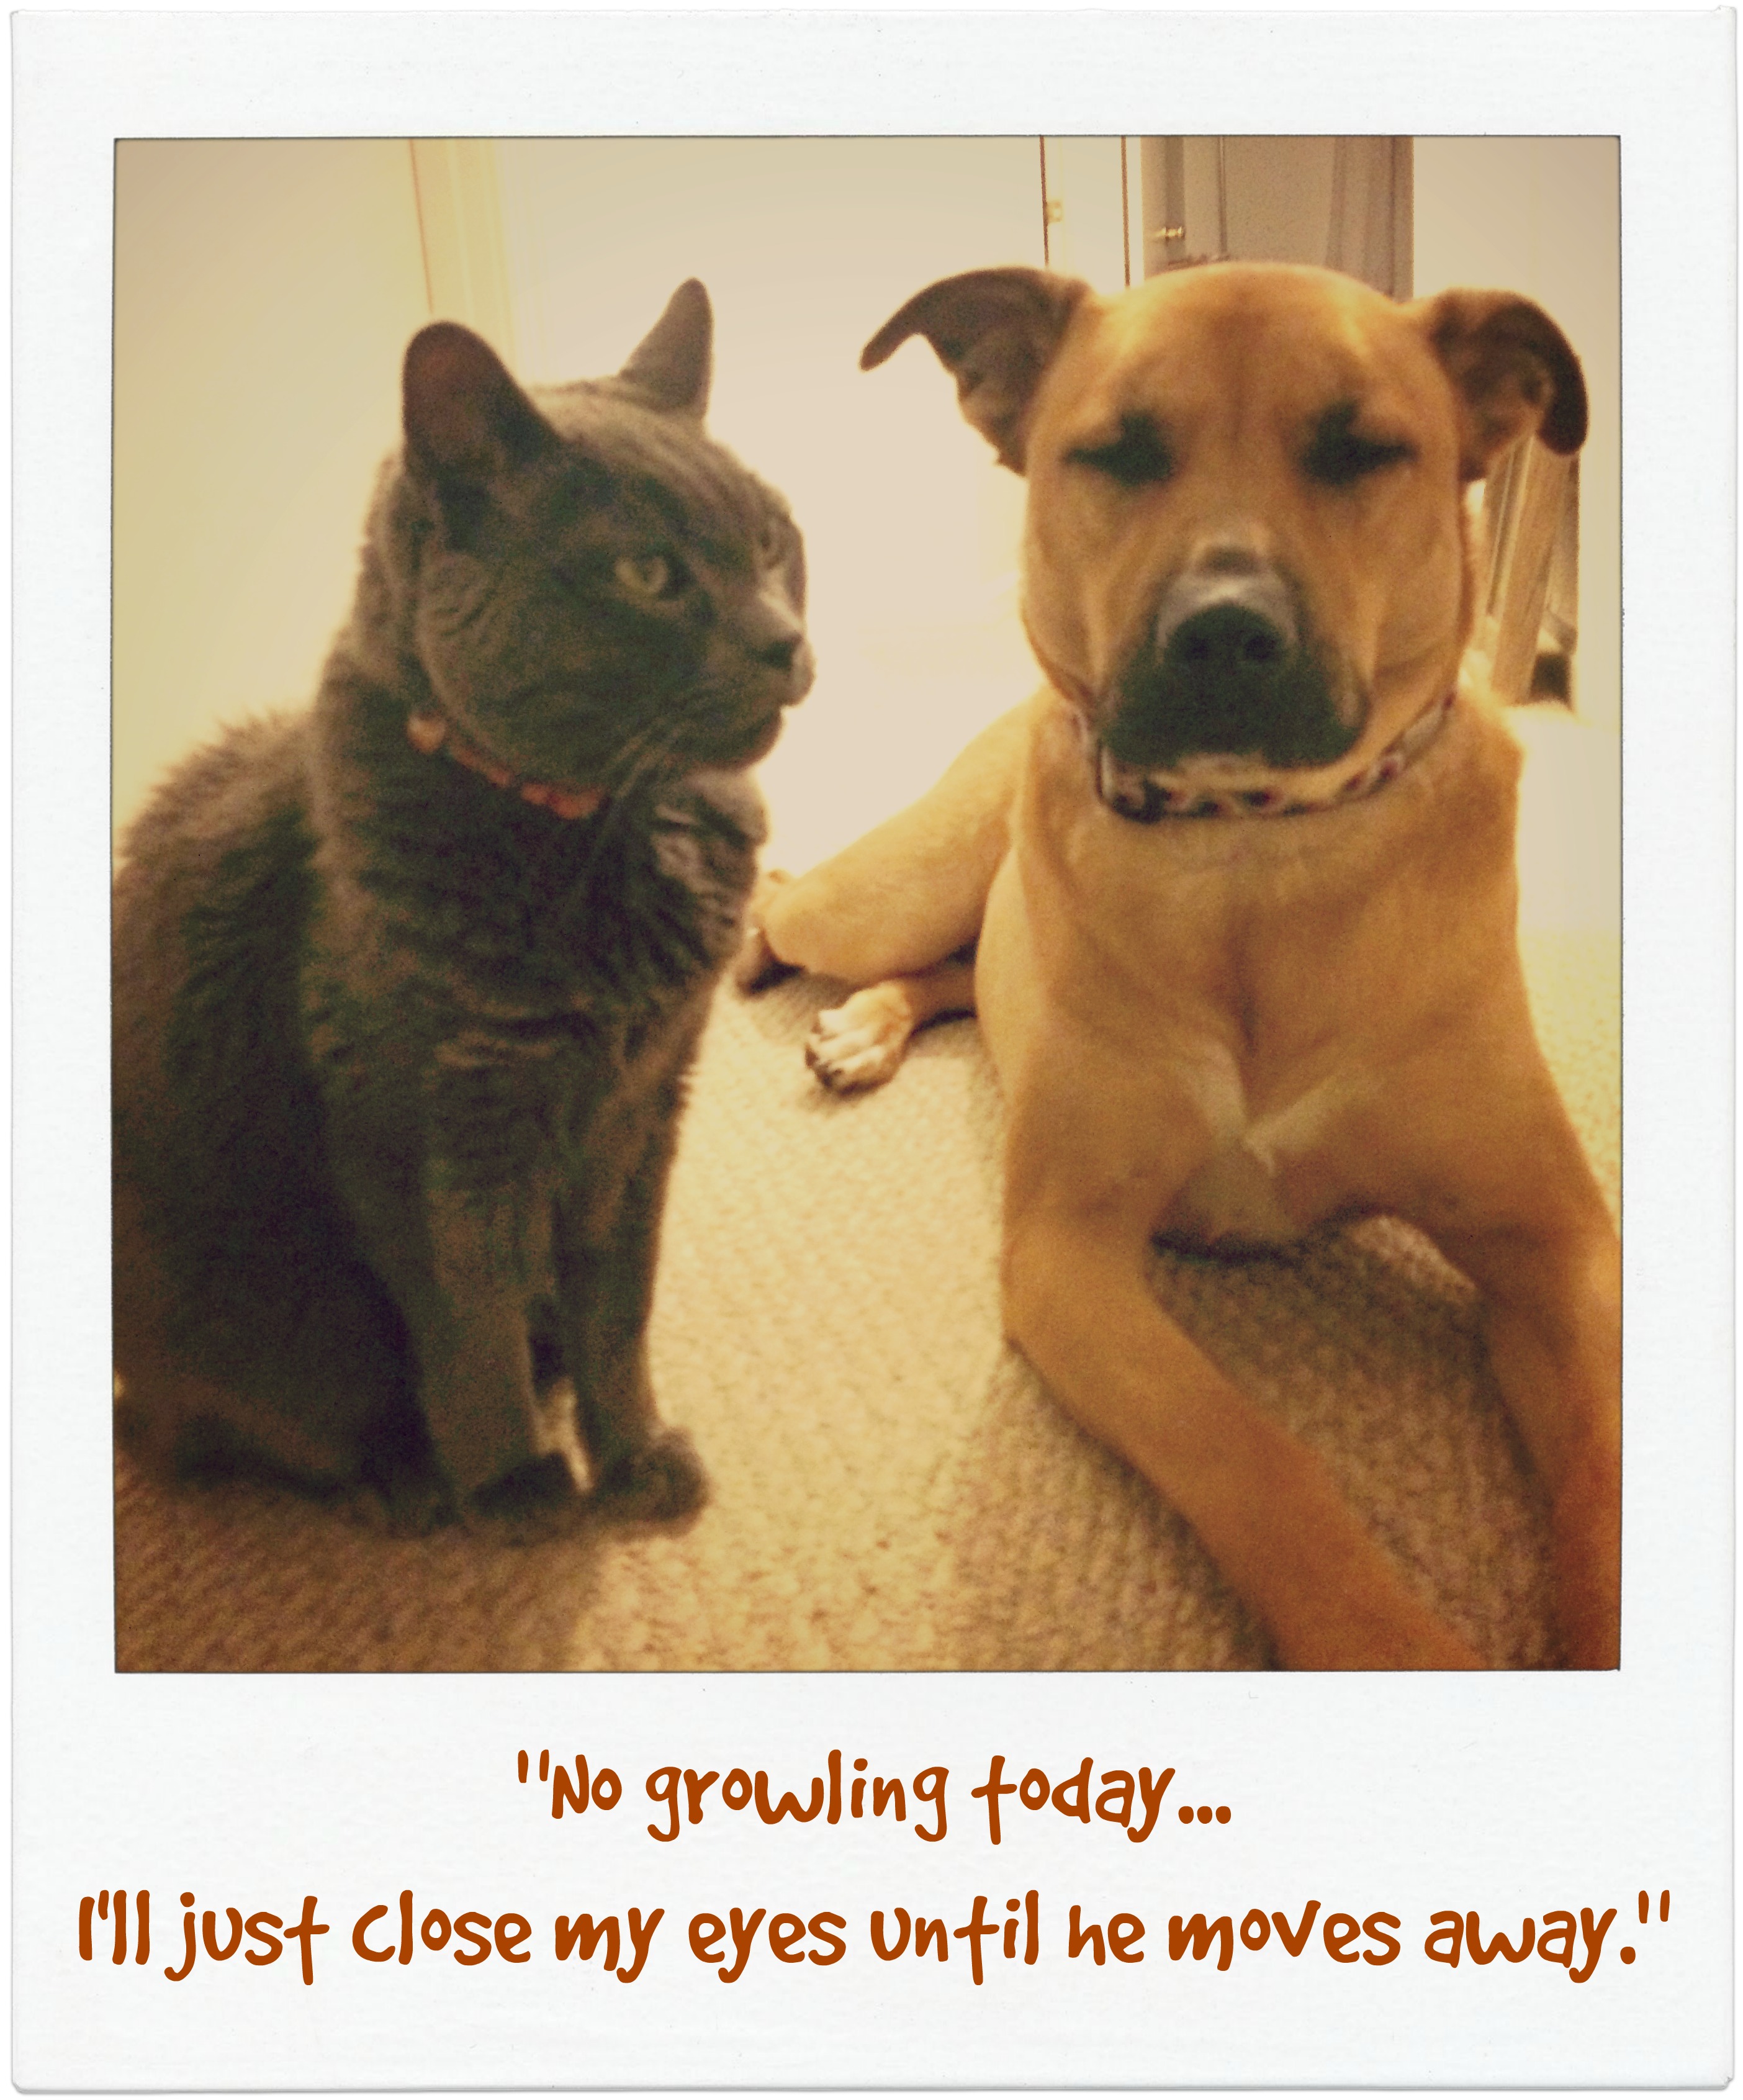 "No growling today...
I'll just close my eyes until he moves away."